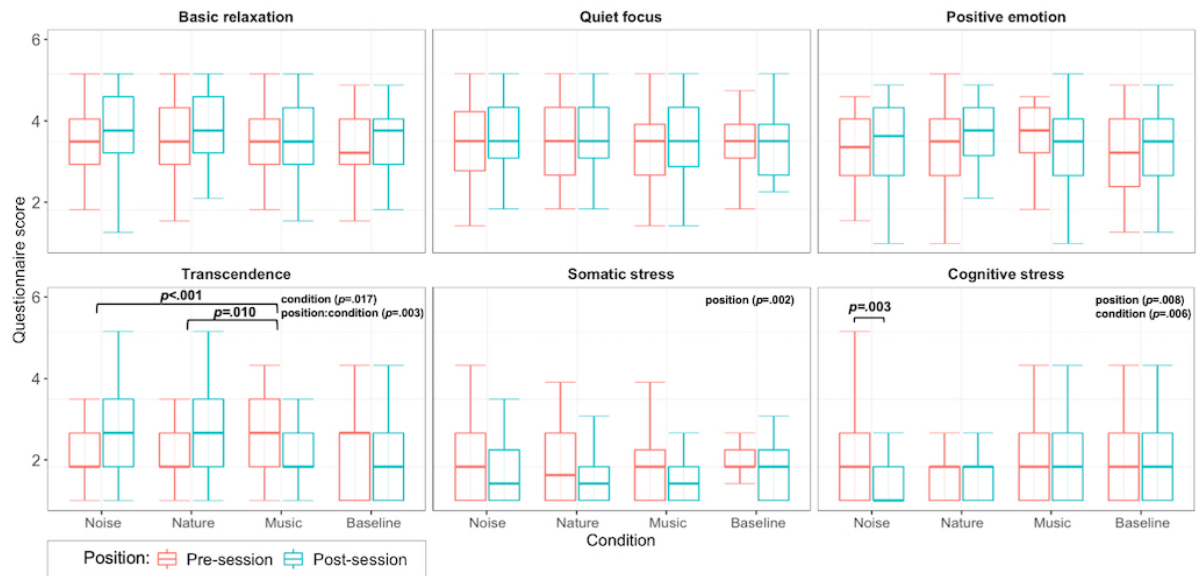 Basic relaxation
Quiet focus
Positive emotion
6
4
2
Questionnaire score
Transcendence
Somatic stress
Cognitive stress
6
4
2
p<.001
condition (p=.017)
p=.010
position:condition (p=.003)
position (p=.002)
p=.003
position (p=.008)
condition (p=.006)
Noise Nature Music Baseline
Noise Nature Music Baseline
Noise Nature Music Baseline
Condition
Position: Pre-session Post-session